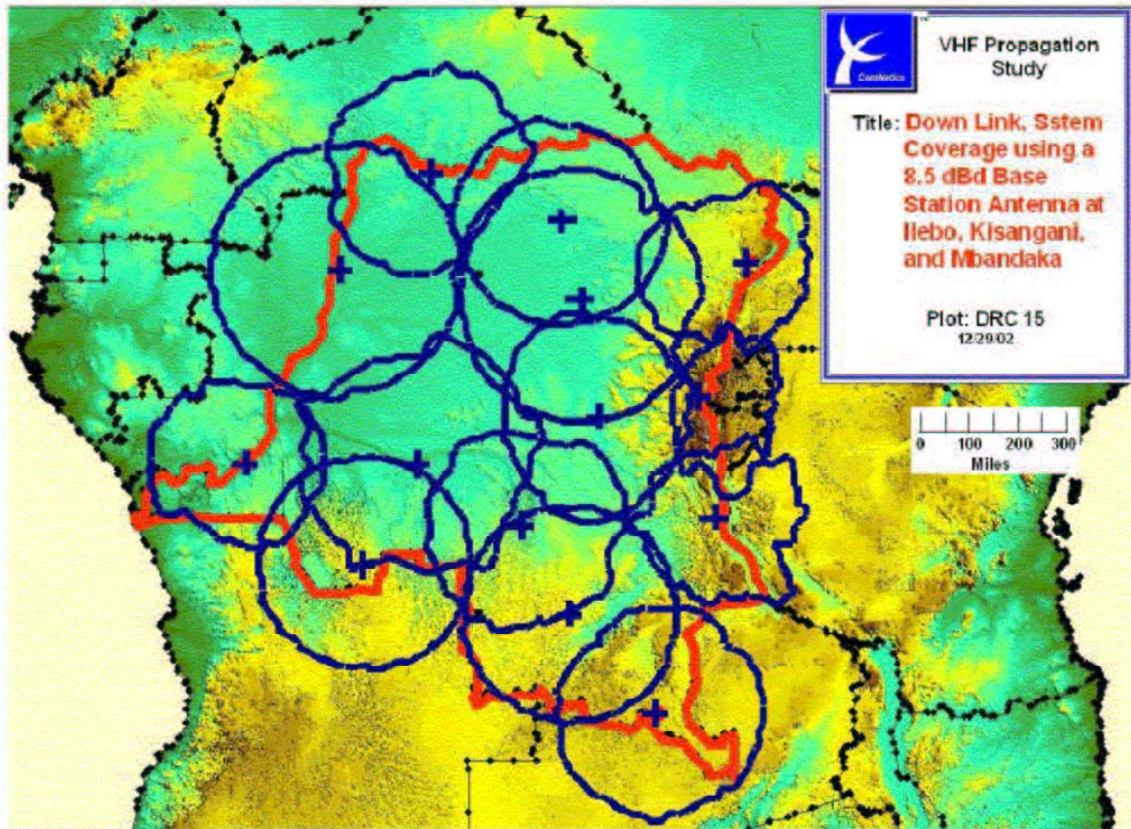 VHF Propagation
Study
Title: Down Link, Sstem
Coverage using a
8.5 dBd Base
Station Antenna at
Ilebo, Kisangani,
and Mbandaka
Plot: DRC 15
12/29/02
0 100 200 300
Miles